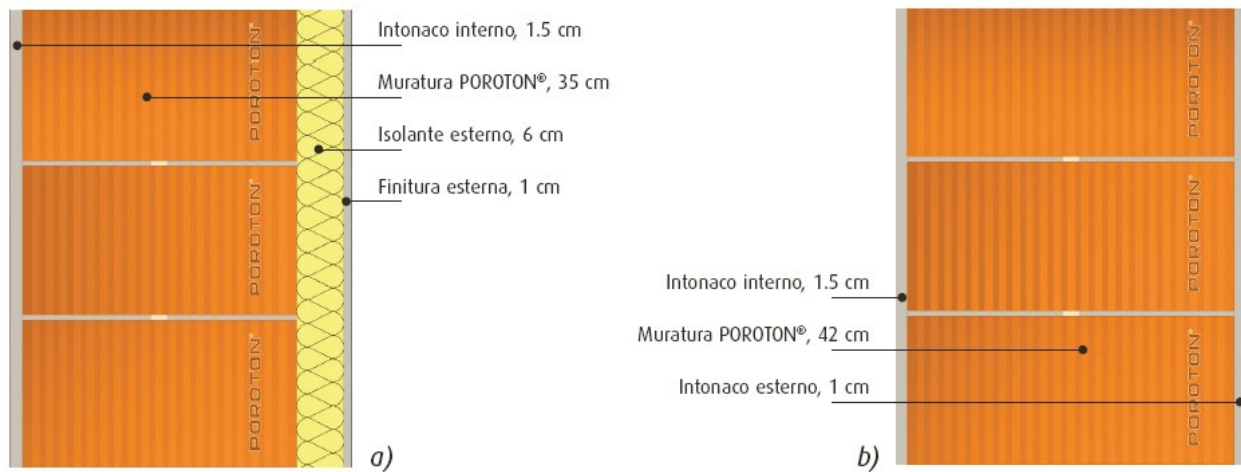 Intonaco interno, 1.5 cm
Muratura POROTON®, 35 cm
Isolante esterno, 6 cm
Finitura esterna, 1 cm
POROTON®
POROTON®
POROTON®
a)
Intonaco interno, 1.5 cm
Muratura POROTON®, 42 cm
Intonaco esterno, 1 cm
POROTON®
POROTON®
POROTON®
b)